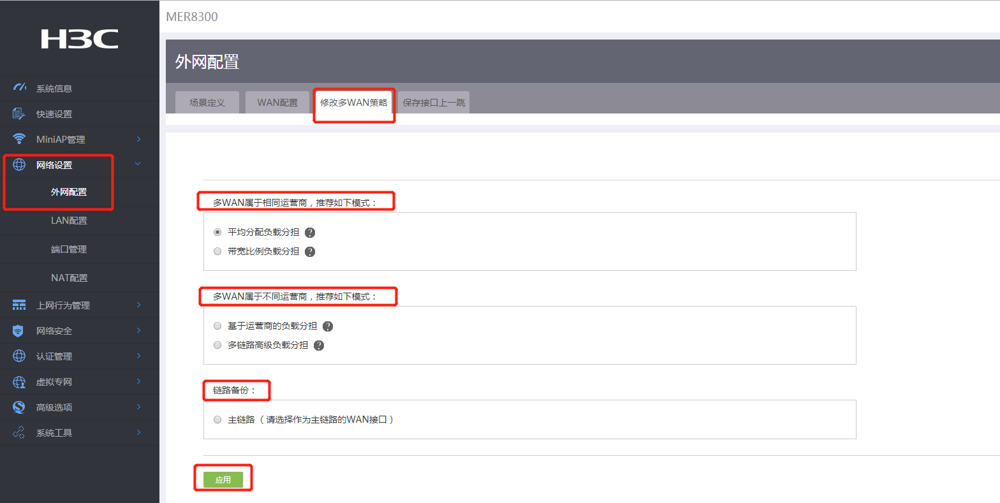 H3C
MER8300
系统信息
快速设置
MiniAP管理
网络设置
外网配置
LAN配置
端口管理
NAT配置
上网行为管理
网络安全
认证管理
虚拟专网
高级选项
系统工具
外网配置
场景定义
WAN配置
修改多WAN策略
保存接口上一跳
多WAN属于相同运营商，推荐如下模式：
平均分配负载分担 ?
带宽比例负载分担 ?
多WAN属于不同运营商，推荐如下模式：
基于运营商的负载分担 ?
多链路高级负载分担 ?
链路备份：
主链路（请选择作为主链路的WAN接口）
应用